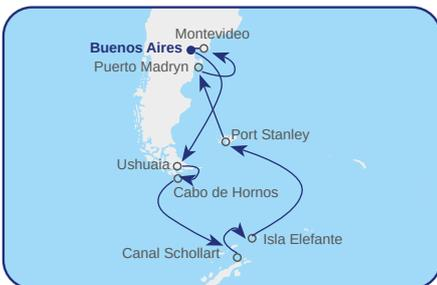 Montevideo
Buenos Aires
Puerto Madryn
Port Stanley
Ushuaia
Cabo de Hornos
Isla Elefante
Canal Schollart